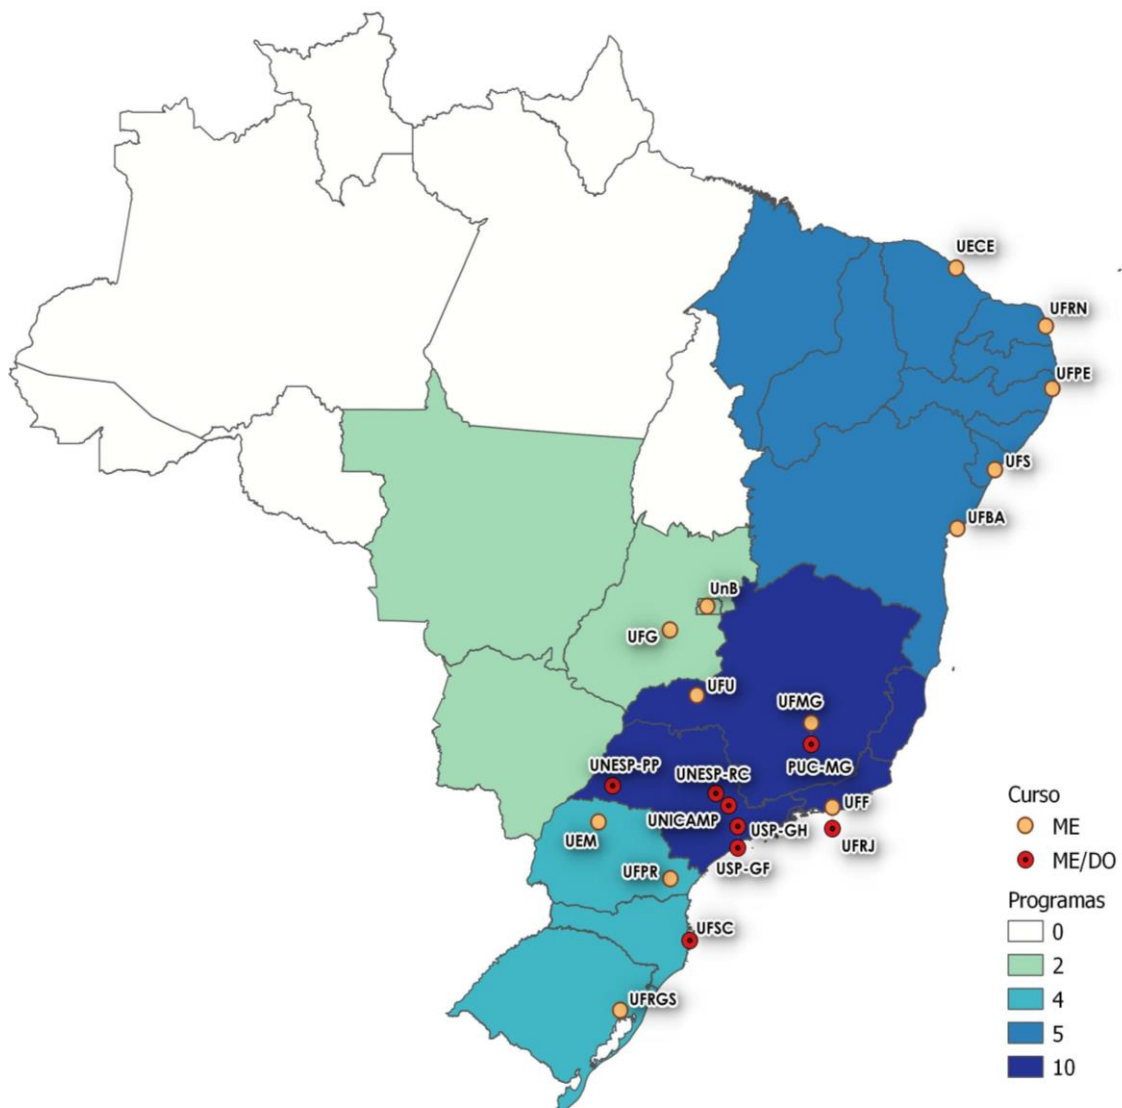 UECE
UFRN
UFPE
UFS
UFBA
UnB
UFG
UFU
UFMG
UNESP-PP
UNESP-RC
PUC-MG
UNICAMP
USP-GH
UFF
UEM
USP-GF
UFRJ
UFPR
UFSC
UFRGS
Curso
ME
ME/DO
Programas
0
2
4
5
10